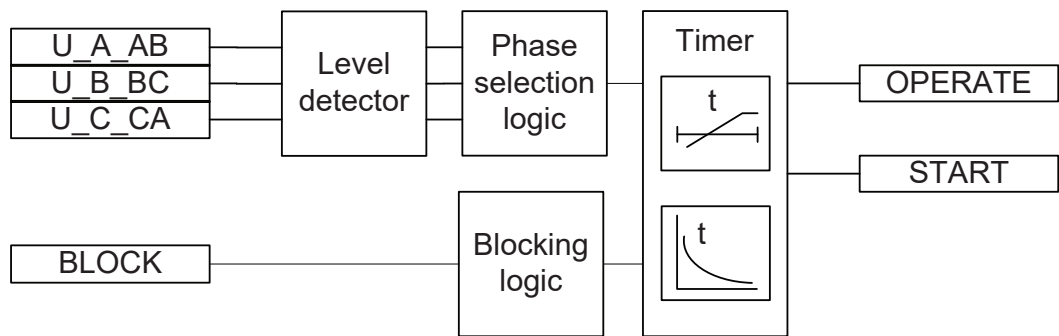 U_A_AB
U_B_BC
U_C_CA
Level
detector
Phase
selection
logic
Timer
t
t
OPERATE
START
BLOCK
Blocking
logic